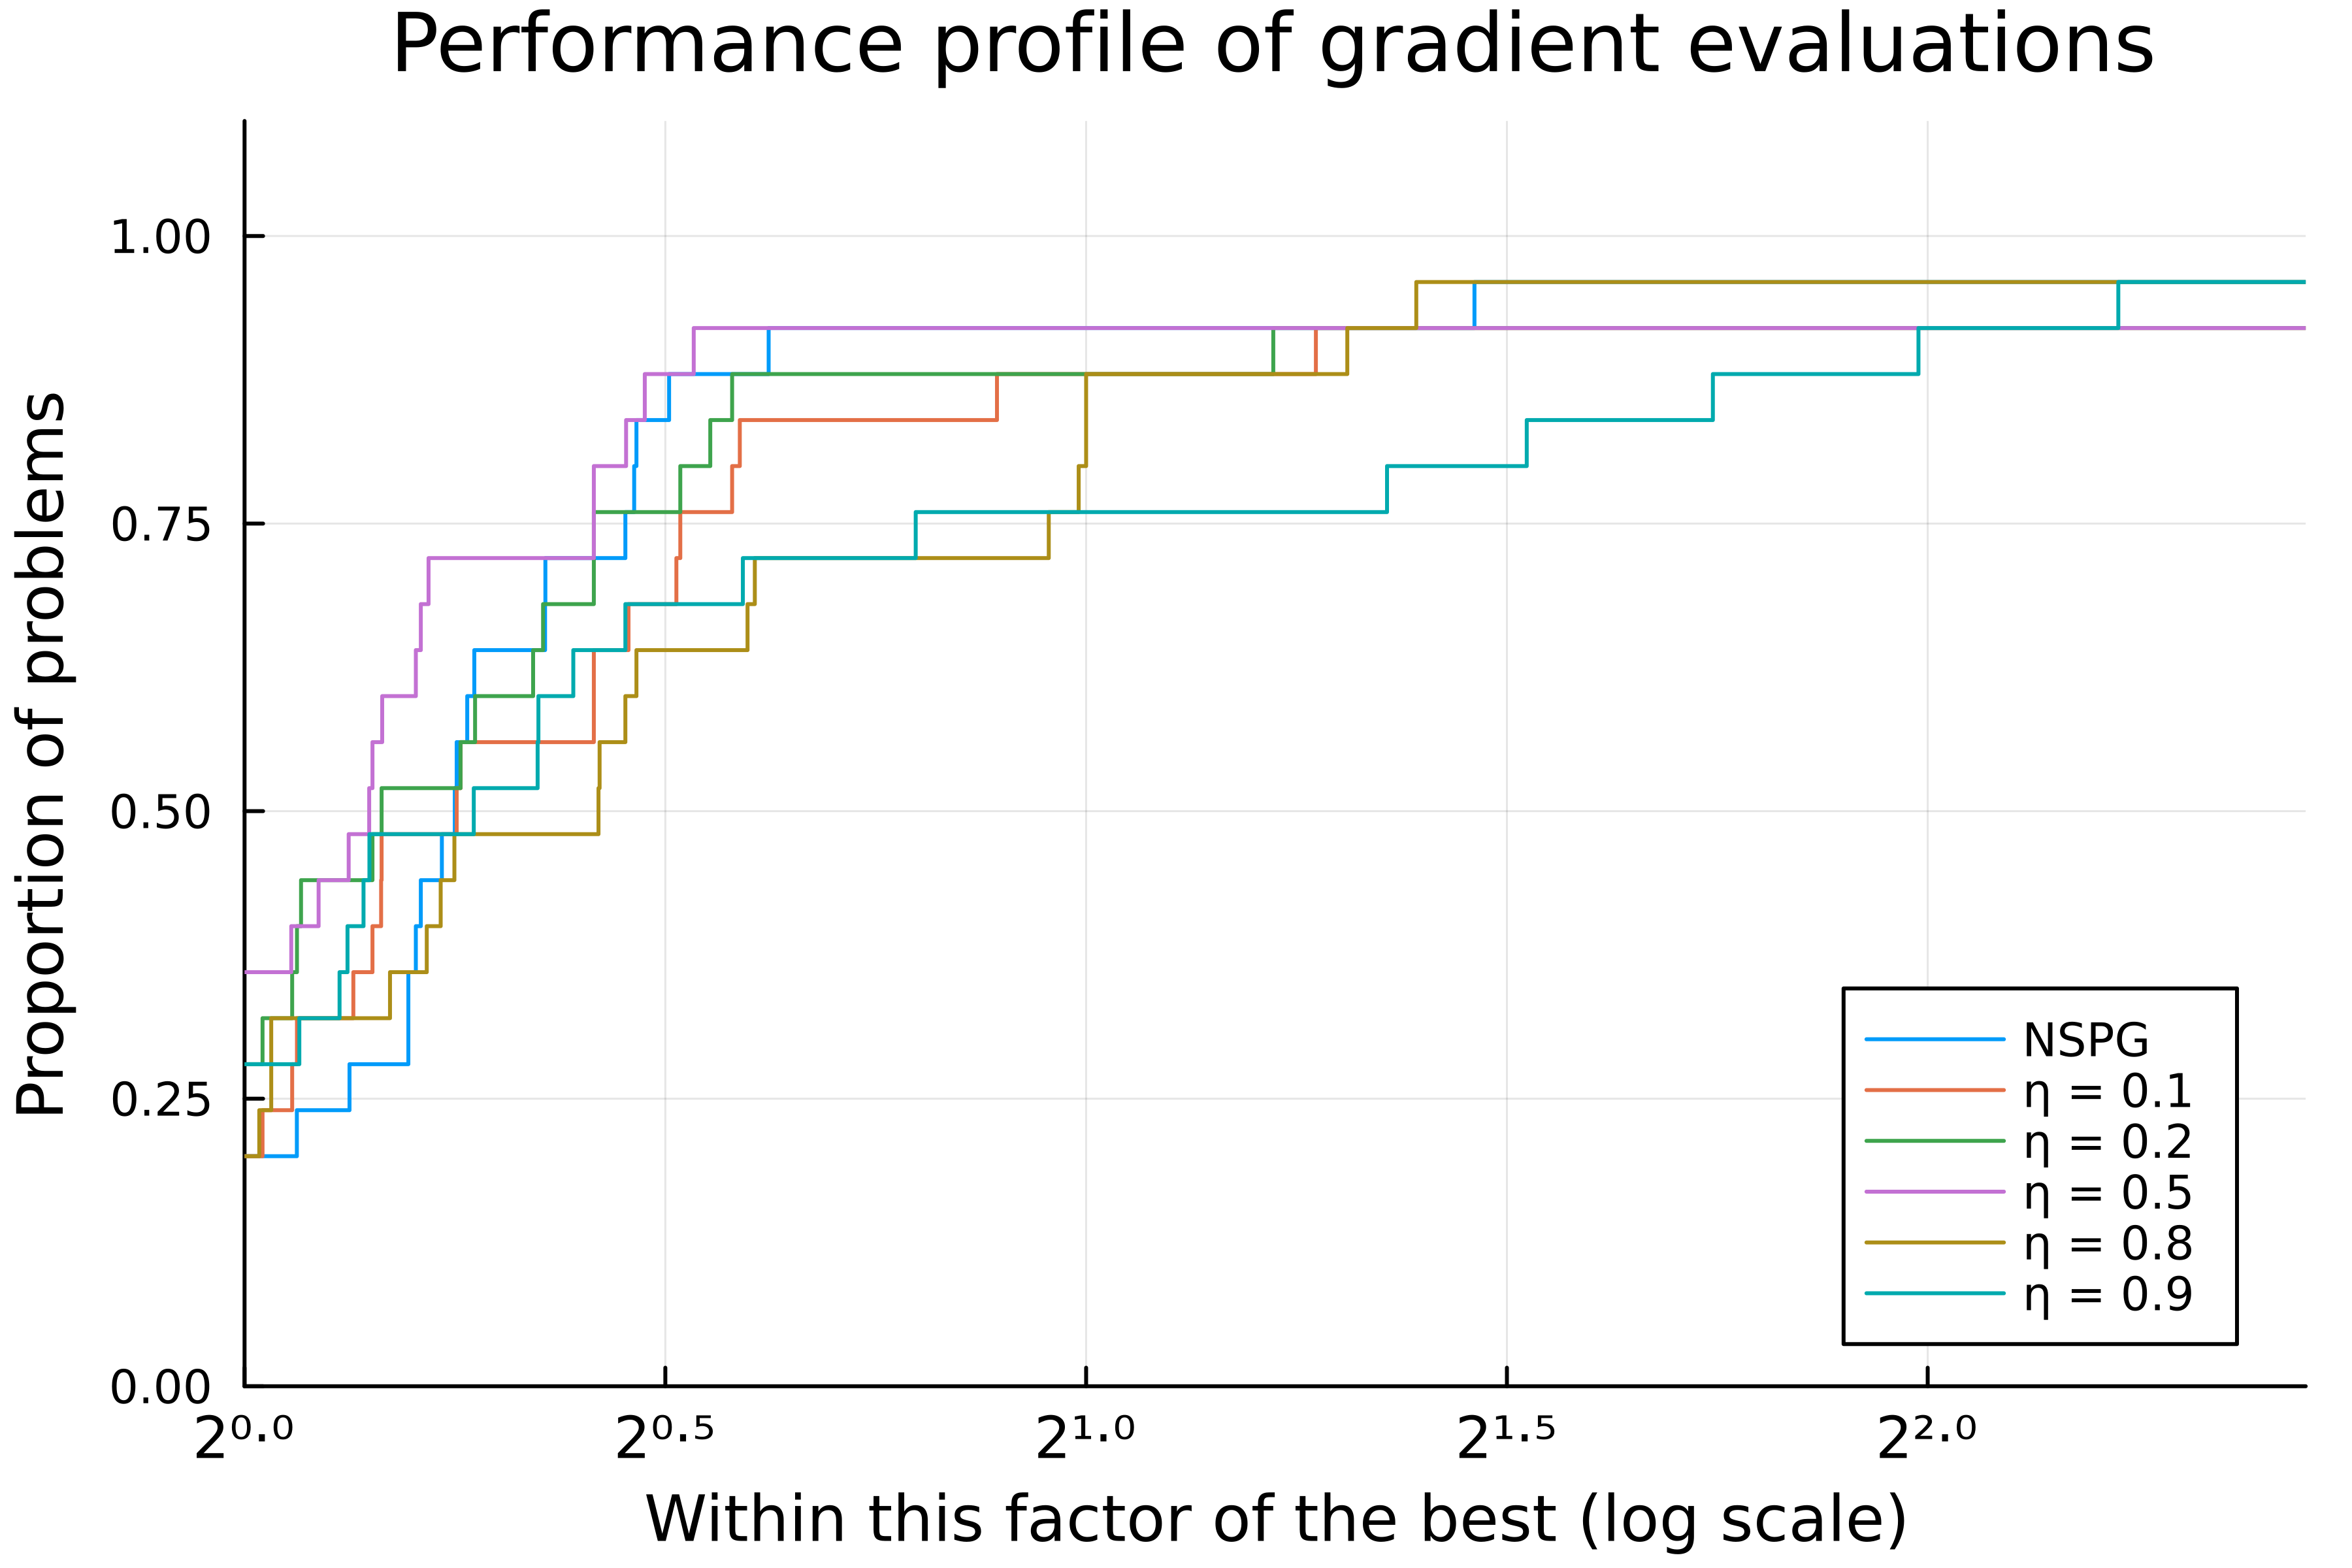 Performance profile of gradient evaluations
Proportion of problems
1.00
0.75
0.50
0.25
0.00
2⁰·⁰
2⁰·⁵
2¹·⁰
2¹·⁵
2²·⁰
Within this factor of the best (log scale)
NSPG
η = 0.1
η = 0.2
η = 0.5
η = 0.8
η = 0.9